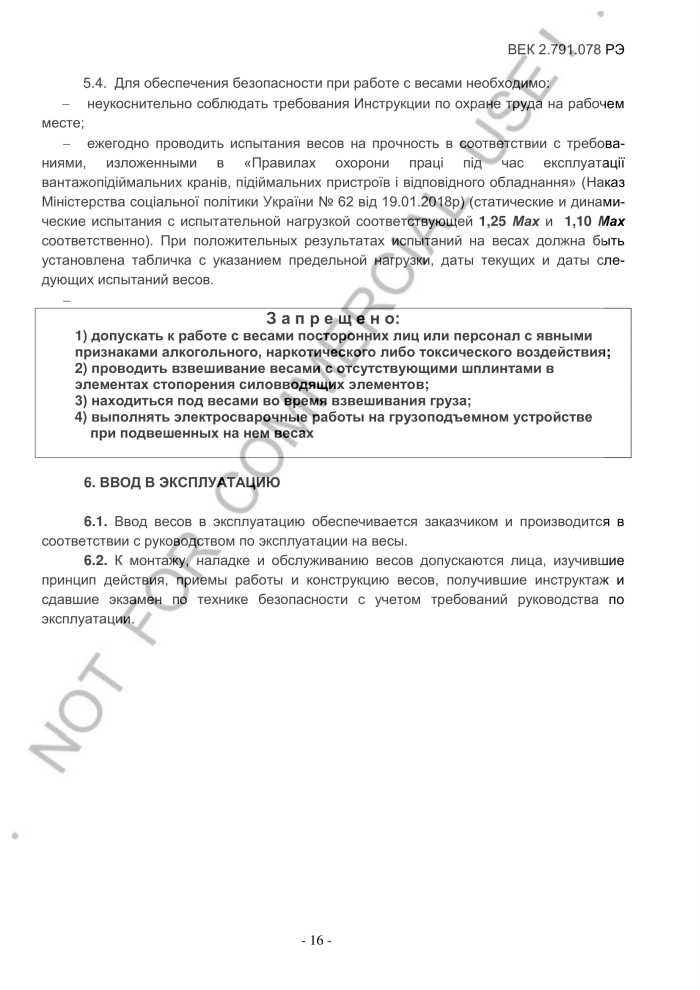 ВЕК 2.791.078 РЭ
5.4. Для обеспечения безопасности при работе с весами необходимо:
– неукоснительно соблюдать требования Инструкции по охране труда на рабочем
месте;
– ежегодно проводить испытания весов на прочность в соответствии с требова-
ниями, изложенными в «Правилах охорони праці під час експлуатації
вантажопідіймальних кранів, підіймальних пристроїв і відповідного обладнання» (Наказ
Міністерства соціальної політики України № 62 від 19.01.2018р) (статические и динами-
ческие испытания с испытательной нагрузкой соответствующей 1,25 Max и 1,10 Max
соответственно). При положительных результатах испытаний на весах должна быть
установлена табличка с указанием предельной нагрузки, даты текущих и даты сле-
дующих испытаний весов.
–
З а п р е щ е н о:
1) допускать к работе с весами посторонних лиц или персонал с явными
признаками алкогольного, наркотического либо токсического воздействия;
2) проводить взвешивание весами с отсутствующими шплинтами в
элементах стопорения силовводящих элементов;
3) находиться под весами во время взвешивания груза;
4) выполнять электросварочные работы на грузоподъемном устройстве
при подвешенных на нем весах
6. ВВОД В ЭКСПЛУАТАЦИЮ
6.1. Ввод весов в эксплуатацию обеспечивается заказчиком и производится в
соответствии с руководством по эксплуатации на весы.
6.2. К монтажу, наладке и обслуживанию весов допускаются лица, изучившие
принцип действия, приемы работы и конструкцию весов, получившие инструктаж и
сдавшие экзамен по технике безопасности с учетом требований руководства по
эксплуатации.
. NOT FOR COMMERCIAL USE ! .
- 16 -